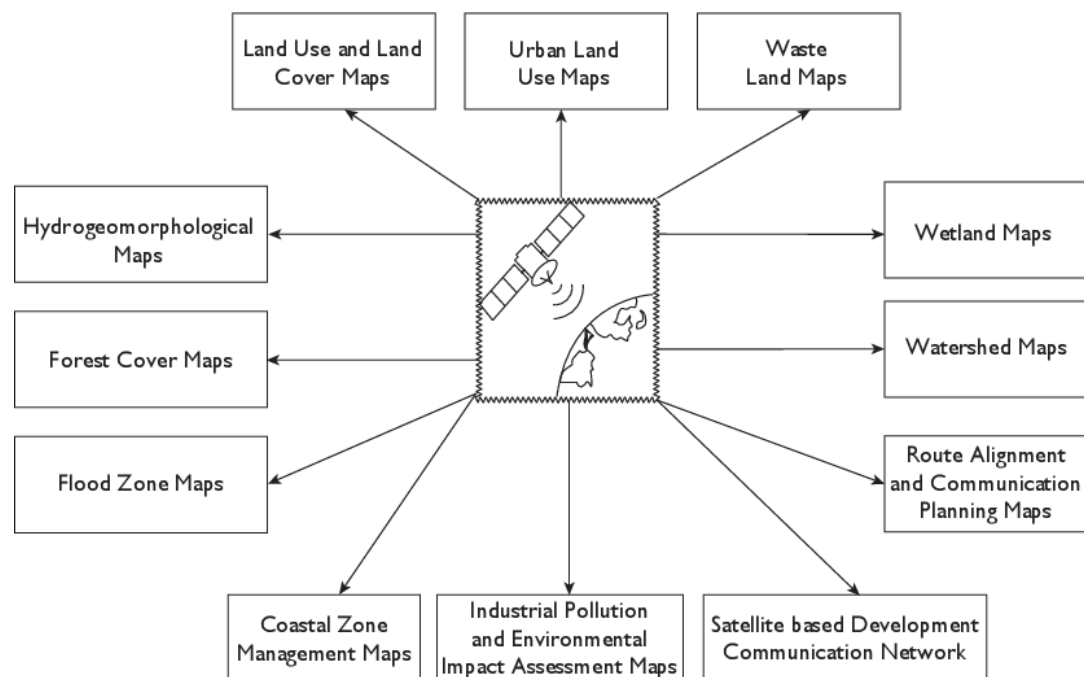 Land Use and Land
Cover Maps
Urban Land
Use Maps
Waste
Land Maps
Hydrogeomorphological
Maps
Wetland Maps
Forest Cover Maps
Watershed Maps
Flood Zone Maps
Route Alignment
and Communication
Planning Maps
Coastal Zone
Management Maps
Industrial Pollution
and Environmental
Impact Assessment Maps
Satellite based Development
Communication Network